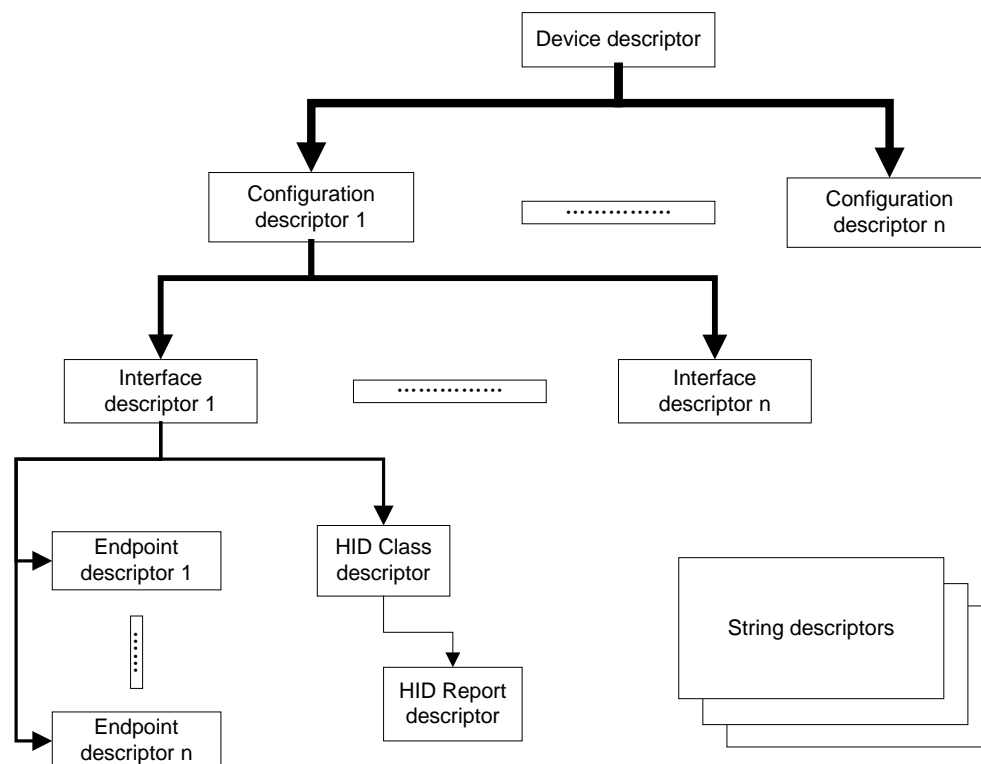 Device descriptor
Configuration
descriptor 1
……………
Configuration
descriptor n
Interface
descriptor 1
……………
Interface
descriptor n
Endpoint
descriptor 1
HID Class
descriptor
String descriptors
……
HID Report
descriptor
Endpoint
descriptor n